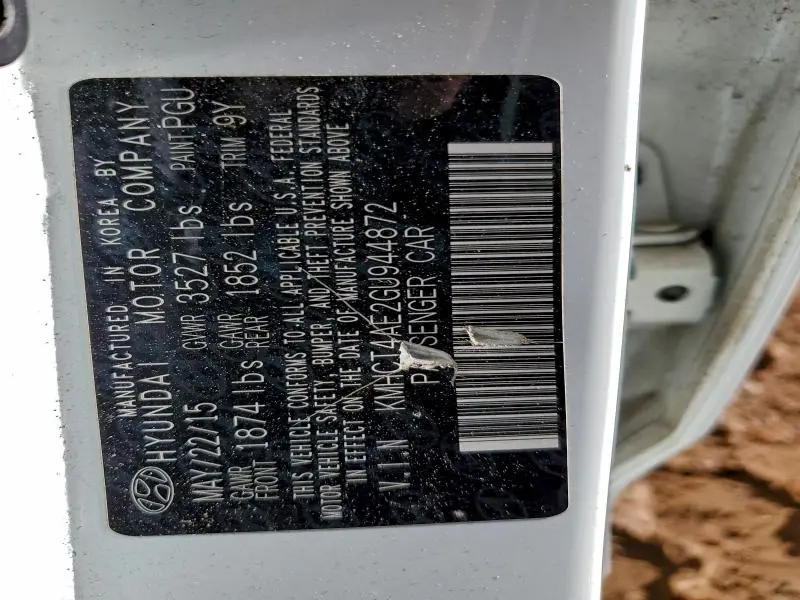 MANUFACTURED IN KOREA BY
HYUNDAI MOTOR COMPANY
MAY/22/15 GVWR 3527 lbs PAINT PGU
GAWR FRONT 1874 lbs GAWR REAR 1852 lbs TRIM 9Y
THIS VEHICLE CONFORMS TO ALL APPLICABLE U.S.A. FEDERAL
MOTOR VEHICLE SAFETY, BUMPER, AND THEFT PREVENTION STANDARDS
IN EFFECT ON THE DATE OF MANUFACTURE SHOWN ABOVE
VIN KMHCT4AE2GU944872
PASSENGER CAR